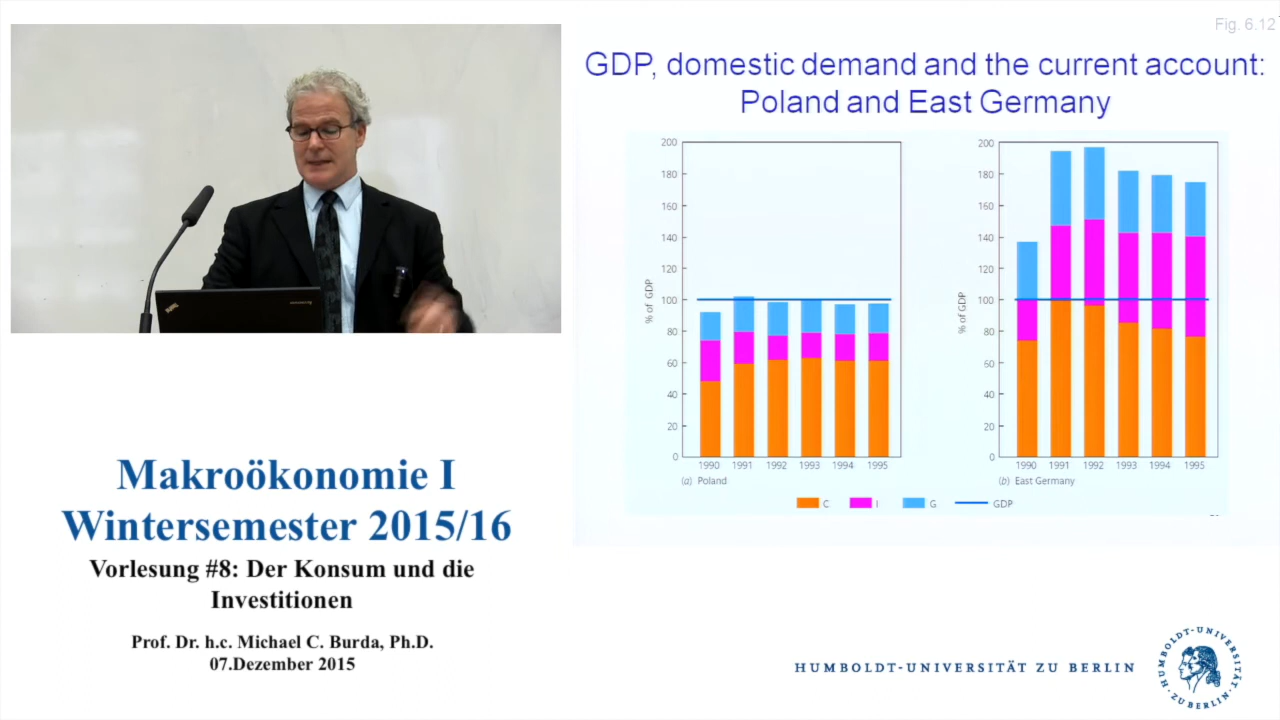 Fig. 6.12
GDP, domestic demand and the current account:
Poland and East Germany
200
180
160
140
120
100
80
60
40
20
0
% of GDP
1990 1991 1992 1993 1994 1995
(a) Poland
200
180
160
140
120
100
80
60
40
20
0
% of GDP
1990 1991 1992 1993 1994 1995
(b) East Germany
C I G GDP
Makroökonomie I
Wintersemester 2015/16
Vorlesung #8: Der Konsum und die
Investitionen
Prof. Dr. h.c. Michael C. Burda, Ph.D.
07.Dezember 2015
HUMBOLDT-UNIVERSITÄT ZU BERLIN
HUMBOLDT-UNIVERSITÄT ZU BERLIN